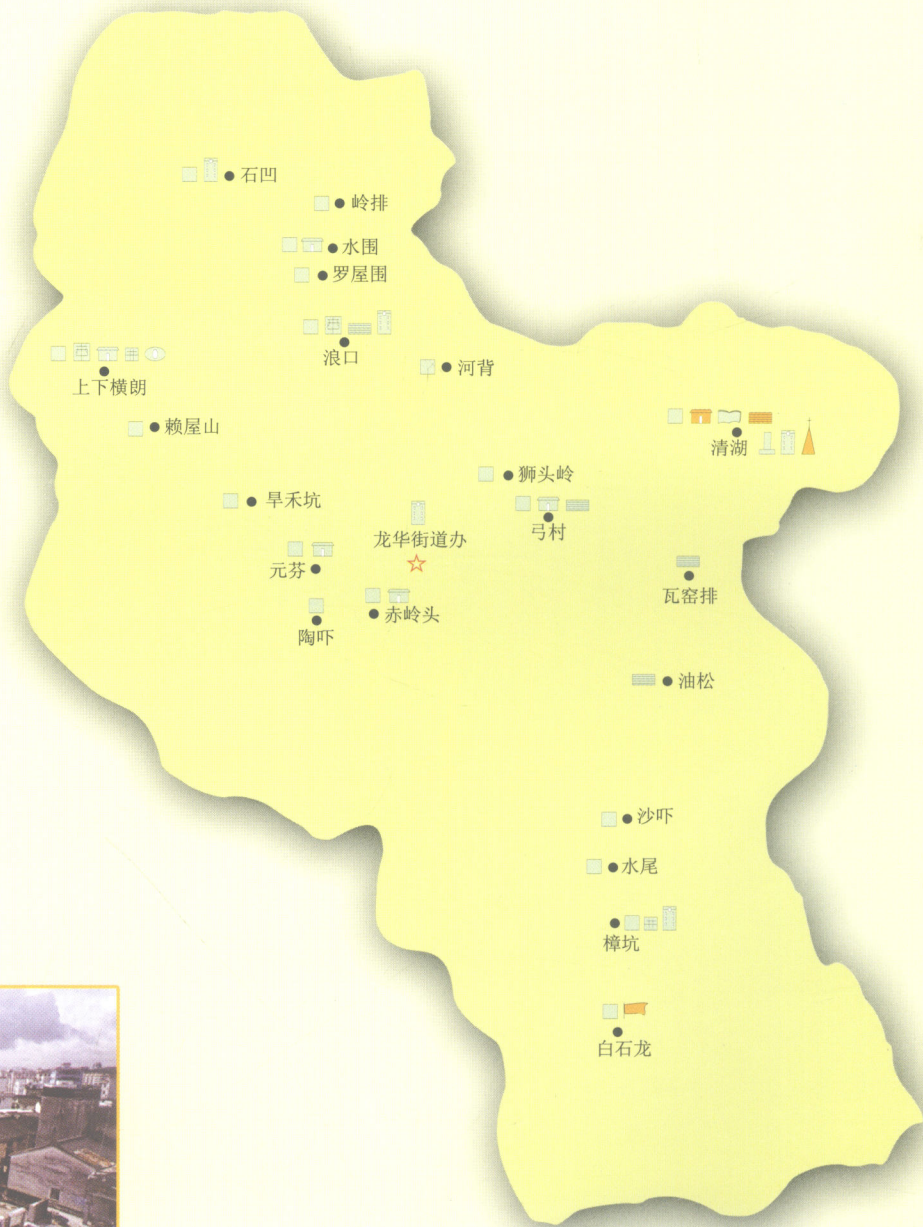 石凹
岭排
水围
罗屋围
浪口
上下横朗
河背
赖屋山
清湖
狮头岭
旱禾坑
弓村
龙华街道办
元芬
瓦窑排
赤岭头
陶吓
油松
沙吓
水尾
樟坑
白石龙